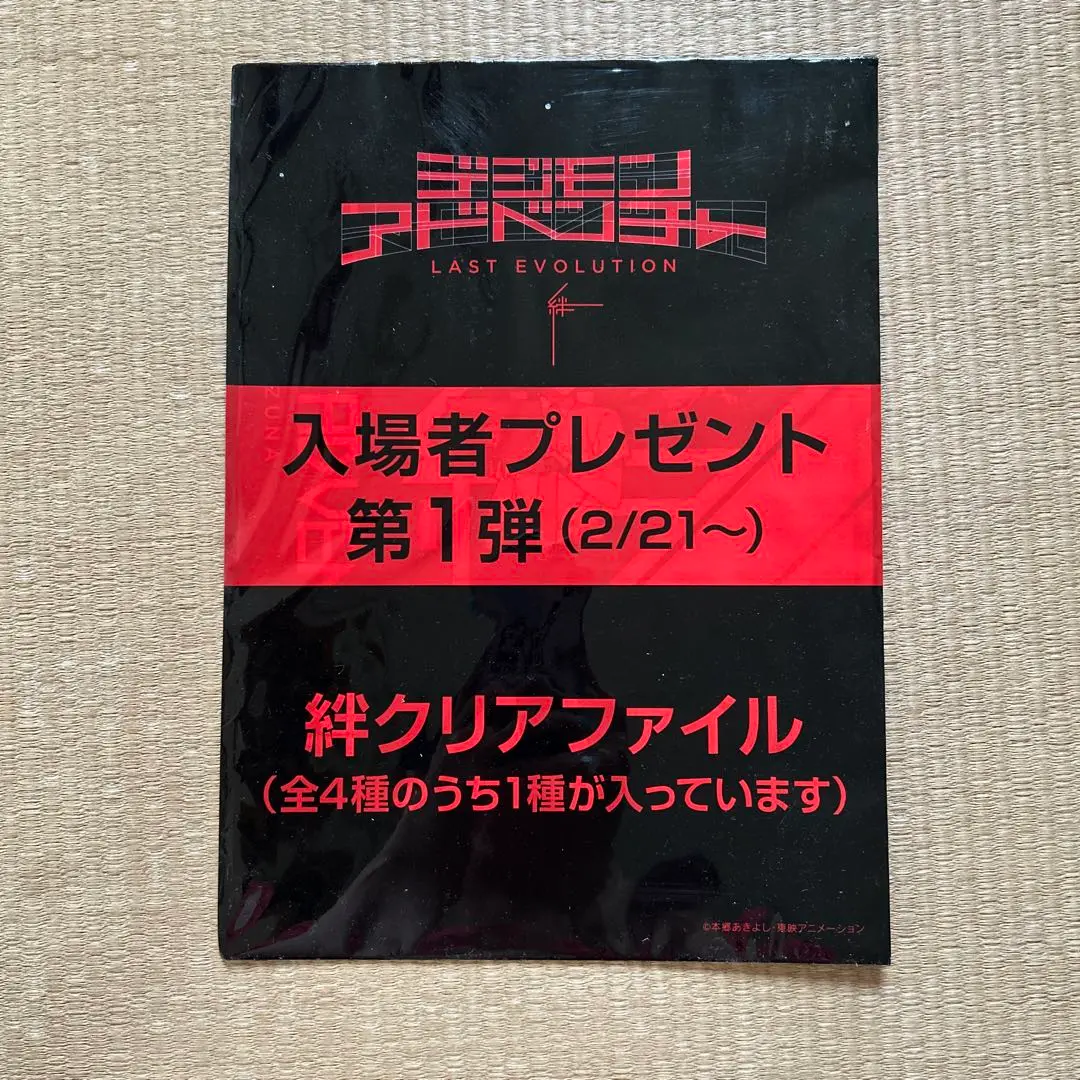 デジモン
アドベンチャー
LAST EVOLUTION
絆
入場者プレゼント
第1弾(2/21~)
絆クリアファイル
(全4種のうち1種が入っています)
©本郷あきよし・東映アニメーション